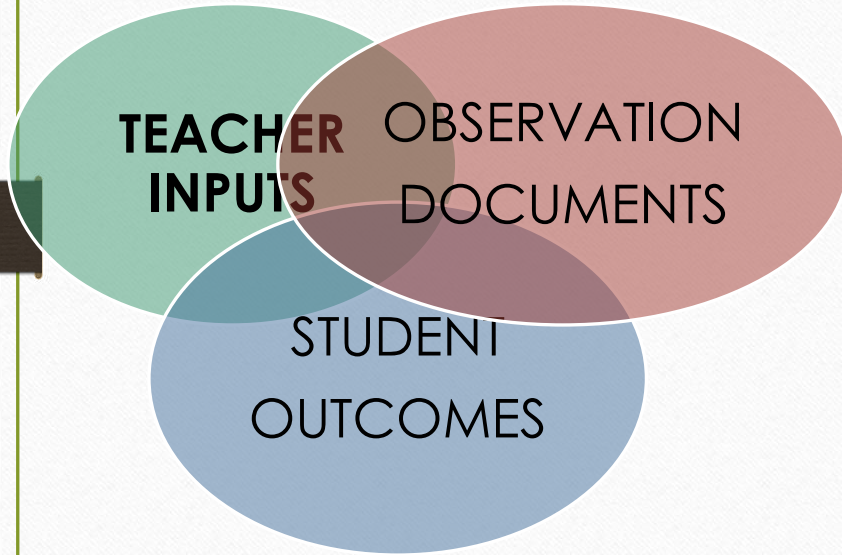 TEACHER
INPUTS
OBSERVATION
DOCUMENTS
STUDENT
OUTCOMES